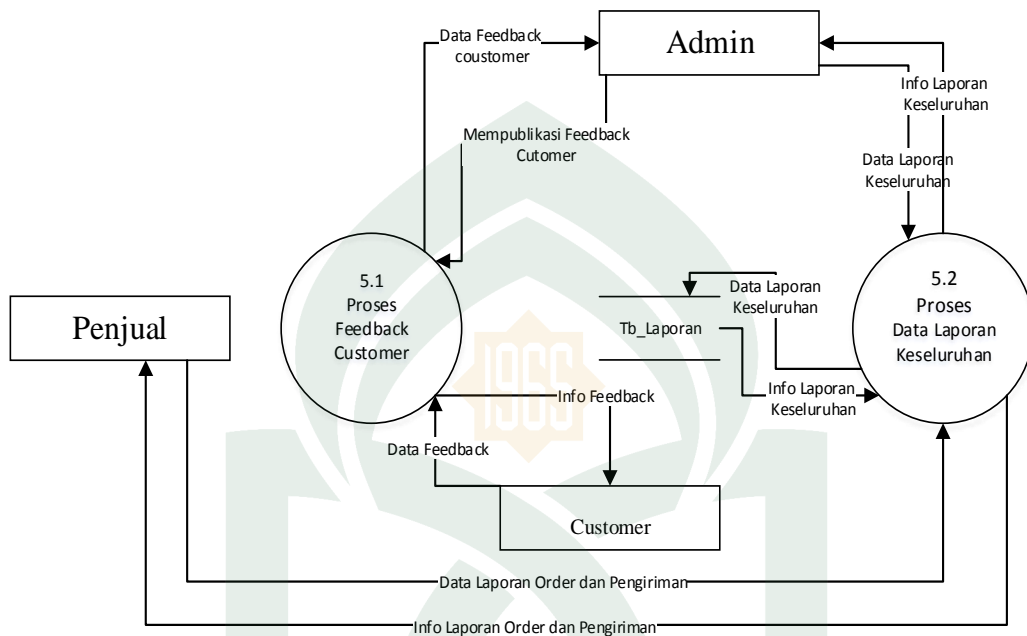 Data Feedback
coustomer
Admin
Info Laporan
Keseluruhan
Mempublikasi Feedback
Cutomer
Data Laporan
Keseluruhan
5.1
Proses
Feedback
Customer
5.2
Proses
Data Laporan
Keseluruhan
Data Laporan
Keseluruhan
Penjual
Tb_Laporan
1965
Info Feedback
Info Laporan
Keseluruhan
Data Feedback
Customer
Data Laporan Order dan Pengiriman
Info Laporan Order dan Pengiriman